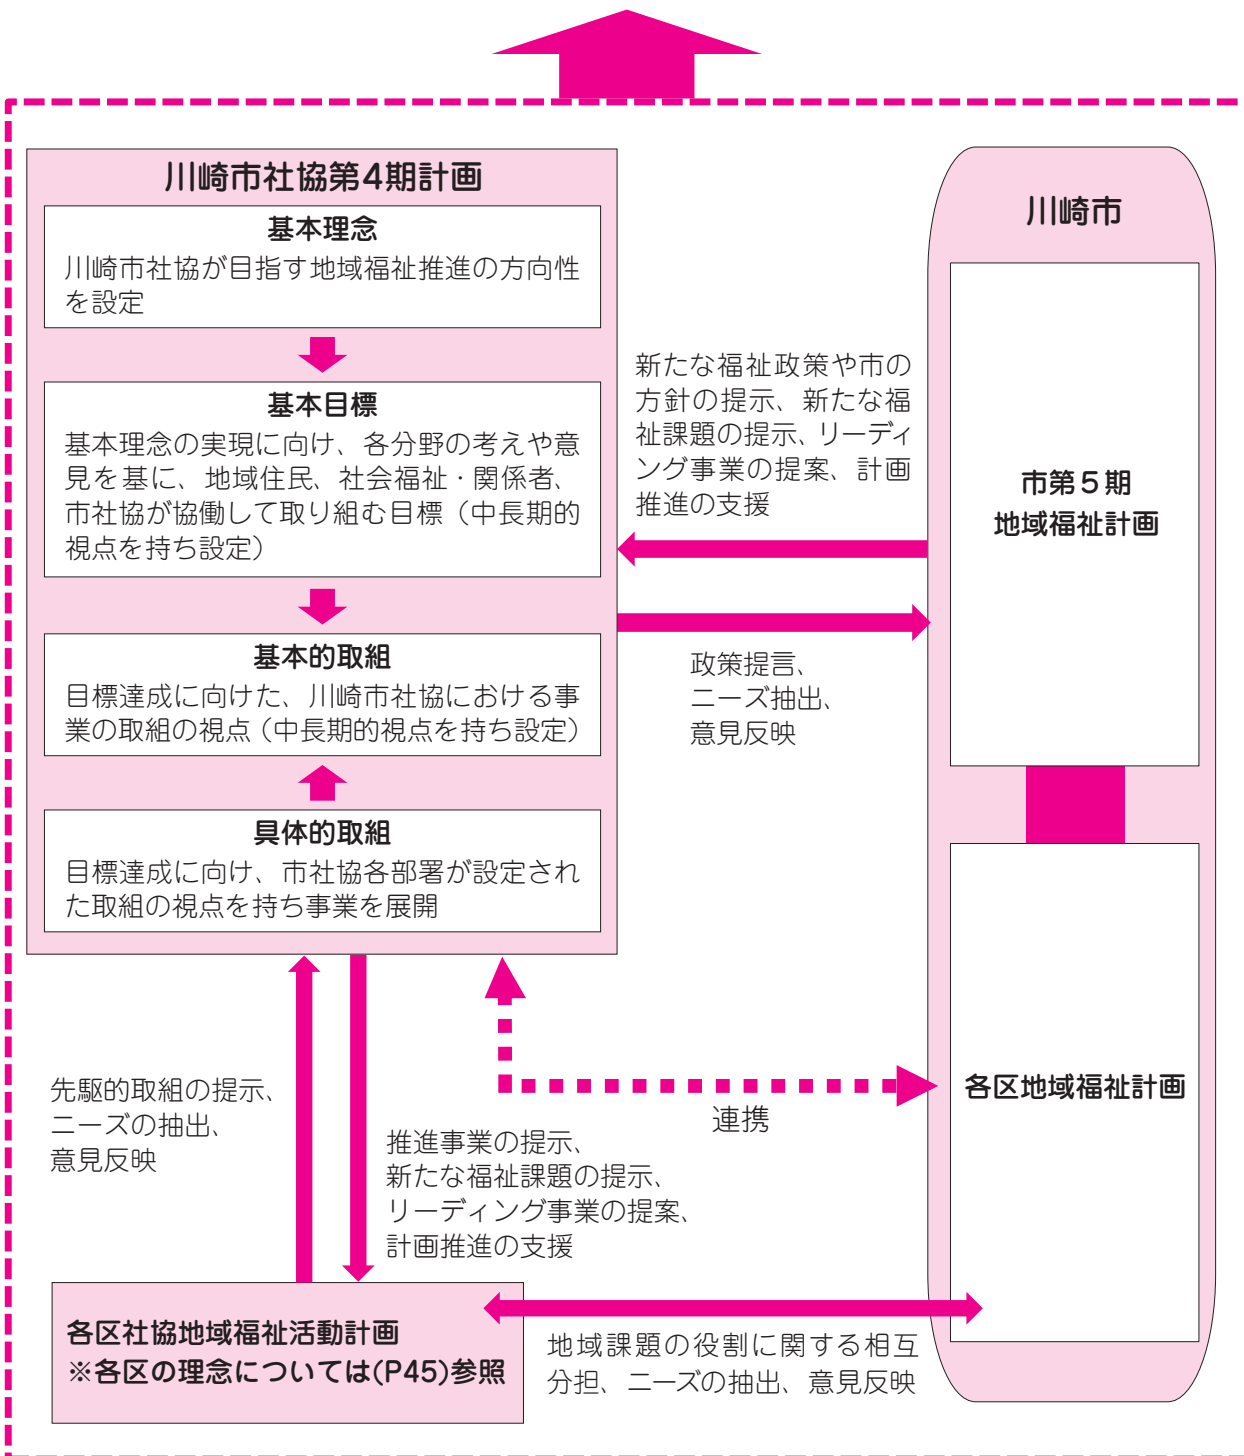 川崎市社協第4期計画
基本理念
川崎市社協が目指す地域福祉推進の方向性
を設定
基本目標
基本理念の実現に向け、各分野の考えや意
見を基に、地域住民、社会福祉・関係者、
市社協が協働して取り組む目標（中長期的
視点を持ち設定）
基本的取組
目標達成に向けた、川崎市社協における事
業の取組の視点（中長期的視点を持ち設定）
具体的取組
目標達成に向け、市社協各部署が設定され
た取組の視点を持ち事業を展開
新たな福祉政策や市の
方針の提示、新たな福
祉課題の提示、リーディ
ング事業の提案、計画
推進の支援
政策提言、
ニーズ抽出、
意見反映
川崎市
市第５期
地域福祉計画
各区地域福祉計画
連携
先駆的取組の提示、
ニーズの抽出、
意見反映
推進事業の提示、
新たな福祉課題の提示、
リーディング事業の提案、
計画推進の支援
各区社協地域福祉活動計画
※各区の理念については(P45)参照
地域課題の役割に関する相互
分担、ニーズの抽出、意見反映